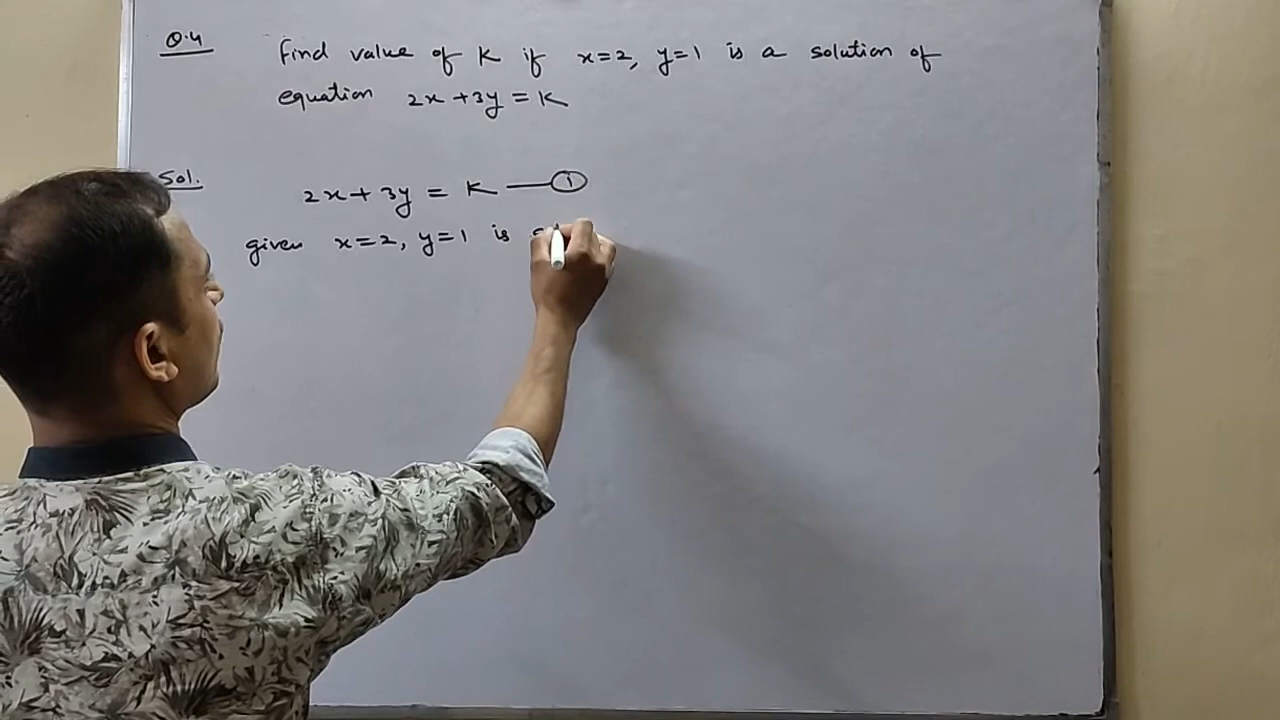 Q.4 Find value of K if x=2, y=1 is a solution of
equation 2x+3y=K
Sol. 2x+3y = K —①
given x=2, y=1 is